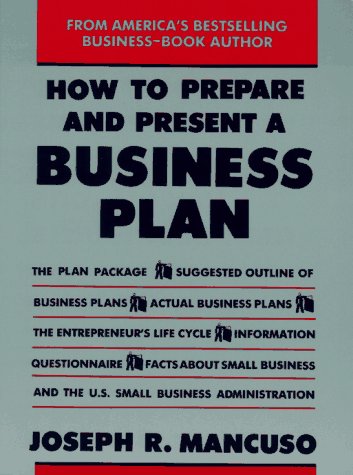 FROM AMERICA'S BESTSELLING
BUSINESS-BOOK AUTHOR
HOW TO PREPARE
AND PRESENT A
BUSINESS
PLAN
THE PLAN PACKAGE SUGGESTED OUTLINE OF
BUSINESS PLANS ACTUAL BUSINESS PLANS
THE ENTREPRENEUR'S LIFE CYCLE INFORMATION
QUESTIONNAIRE FACTS ABOUT SMALL BUSINESS
AND THE U.S. SMALL BUSINESS ADMINISTRATION
JOSEPH R. MANCUSO